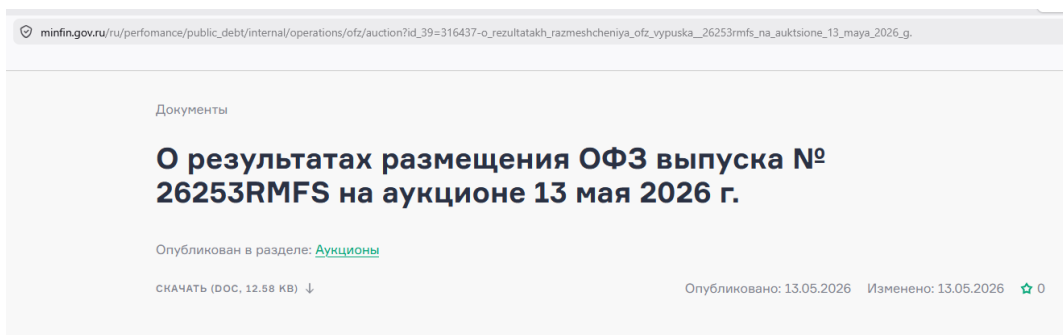 minfin.gov.ru/ru/perfomance/public_debt/internal/operations/ofz/auction?id_39=316437-o_rezultatakh_razmeshcheniya_ofz_vypuska__26253rmfs_na_auktsione_13_maya_2026_g.
Документы
О результатах размещения ОФЗ выпуска №
26253RMFS на аукционе 13 мая 2026 г.
Опубликован в разделе: Аукционы
СКАЧАТЬ (DOC, 12.58 KB) ↓ Опубликовано: 13.05.2026 Изменено: 13.05.2026 ☆ 0